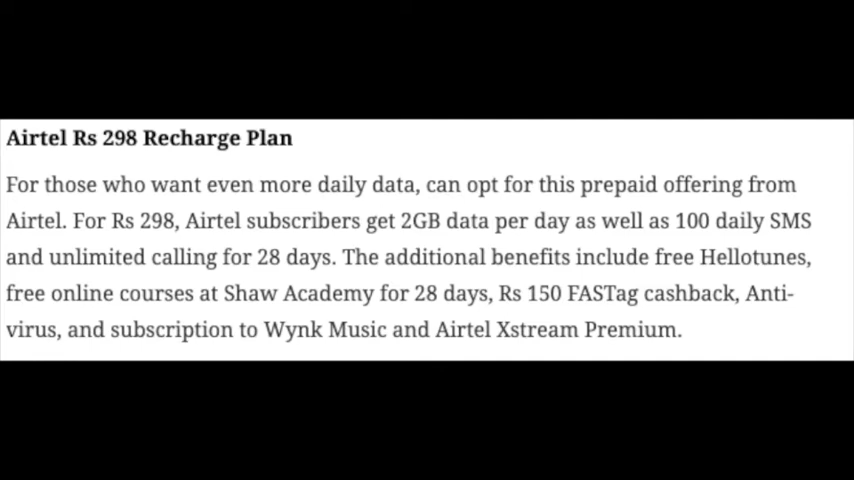 Airtel Rs 298 Recharge Plan
For those who want even more daily data, can opt for this prepaid offering from
Airtel. For Rs 298, Airtel subscribers get 2GB data per day as well as 100 daily SMS
and unlimited calling for 28 days. The additional benefits include free Hellotunes,
free online courses at Shaw Academy for 28 days, Rs 150 FASTag cashback, Anti-
virus, and subscription to Wynk Music and Airtel Xstream Premium.